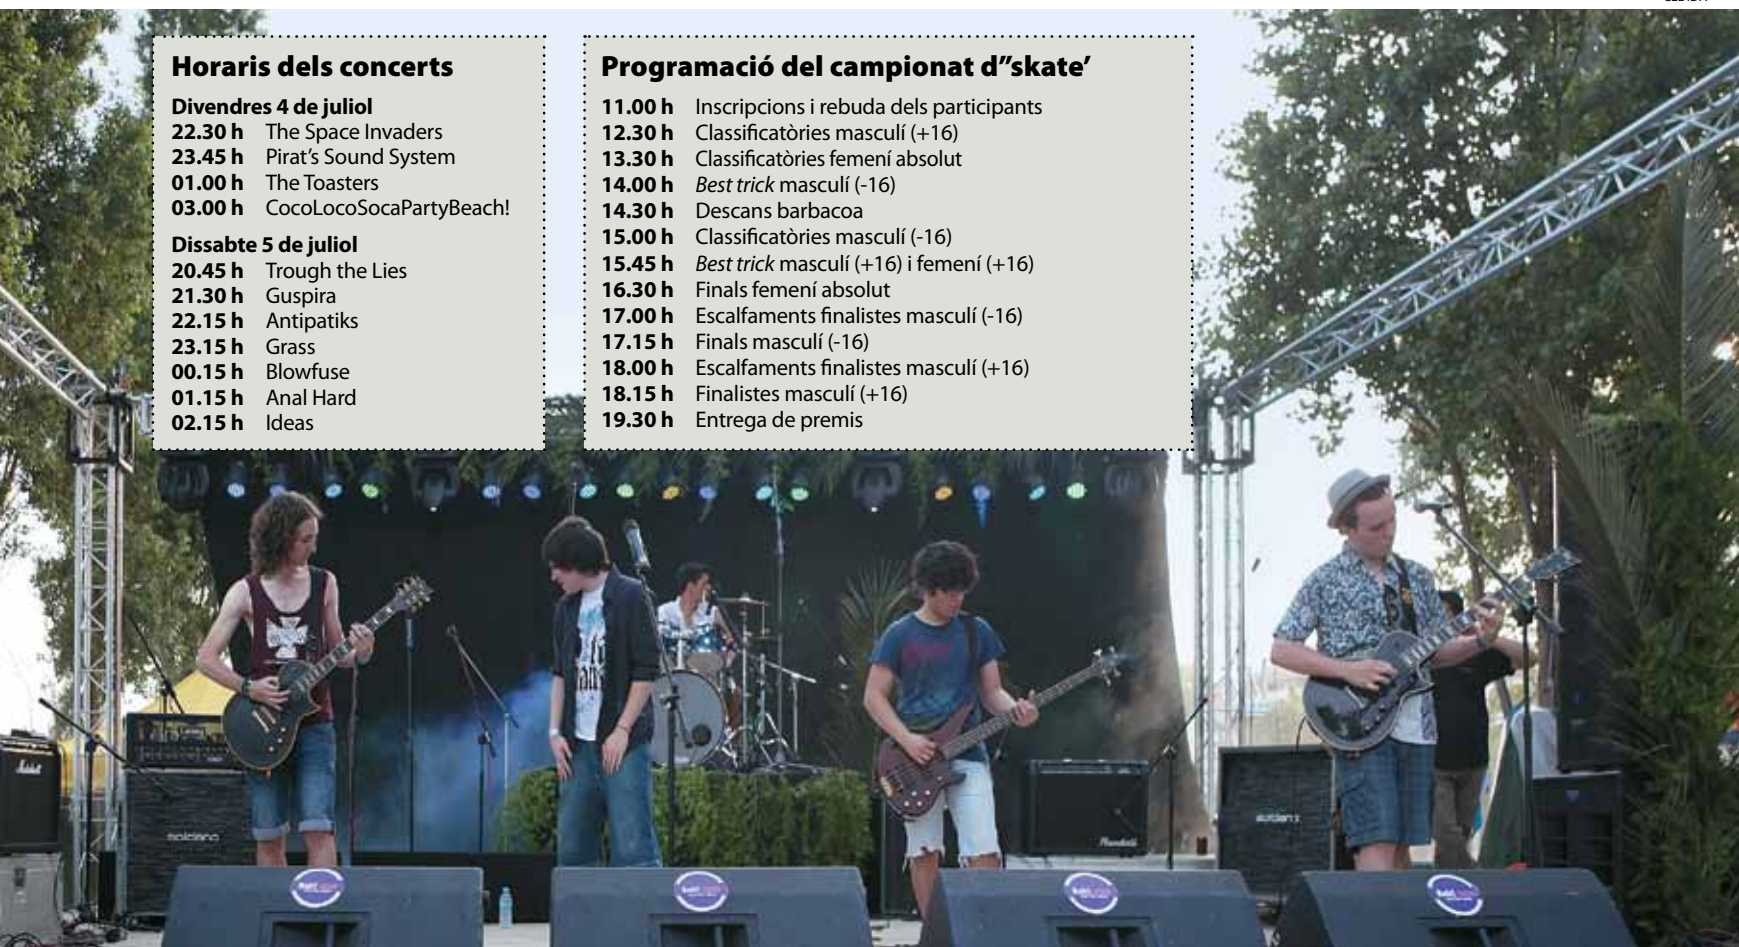 Horaris dels concerts
Divendres 4 de juliol
22.30 h The Space Invaders
23.45 h Pirat's Sound System
01.00 h The Toasters
03.00 h CocoLocoSocaPartyBeach!
Dissabte 5 de juliol
20.45 h Trough the Lies
21.30 h Guspira
22.15 h Antipatiks
23.15 h Grass
00.15 h Blowfuse
01.15 h Anal Hard
02.15 h Ideas
Programació del campionat d’’skate’
11.00 h Inscripcions i rebuda dels participants
12.30 h Classificatòries masculí (+16)
13.30 h Classificatòries femení absolut
14.00 h Best trick masculí (-16)
14.30 h Descans barbacoa
15.00 h Classificatòries masculí (-16)
15.45 h Best trick masculí (+16) i femení (+16)
16.30 h Finals femení absolut
17.00 h Escalfaments finalistes masculí (-16)
17.15 h Finals masculí (-16)
18.00 h Escalfaments finalistes masculí (+16)
18.15 h Finalistes masculí (+16)
19.30 h Entrega de premis
Marshall
soldano